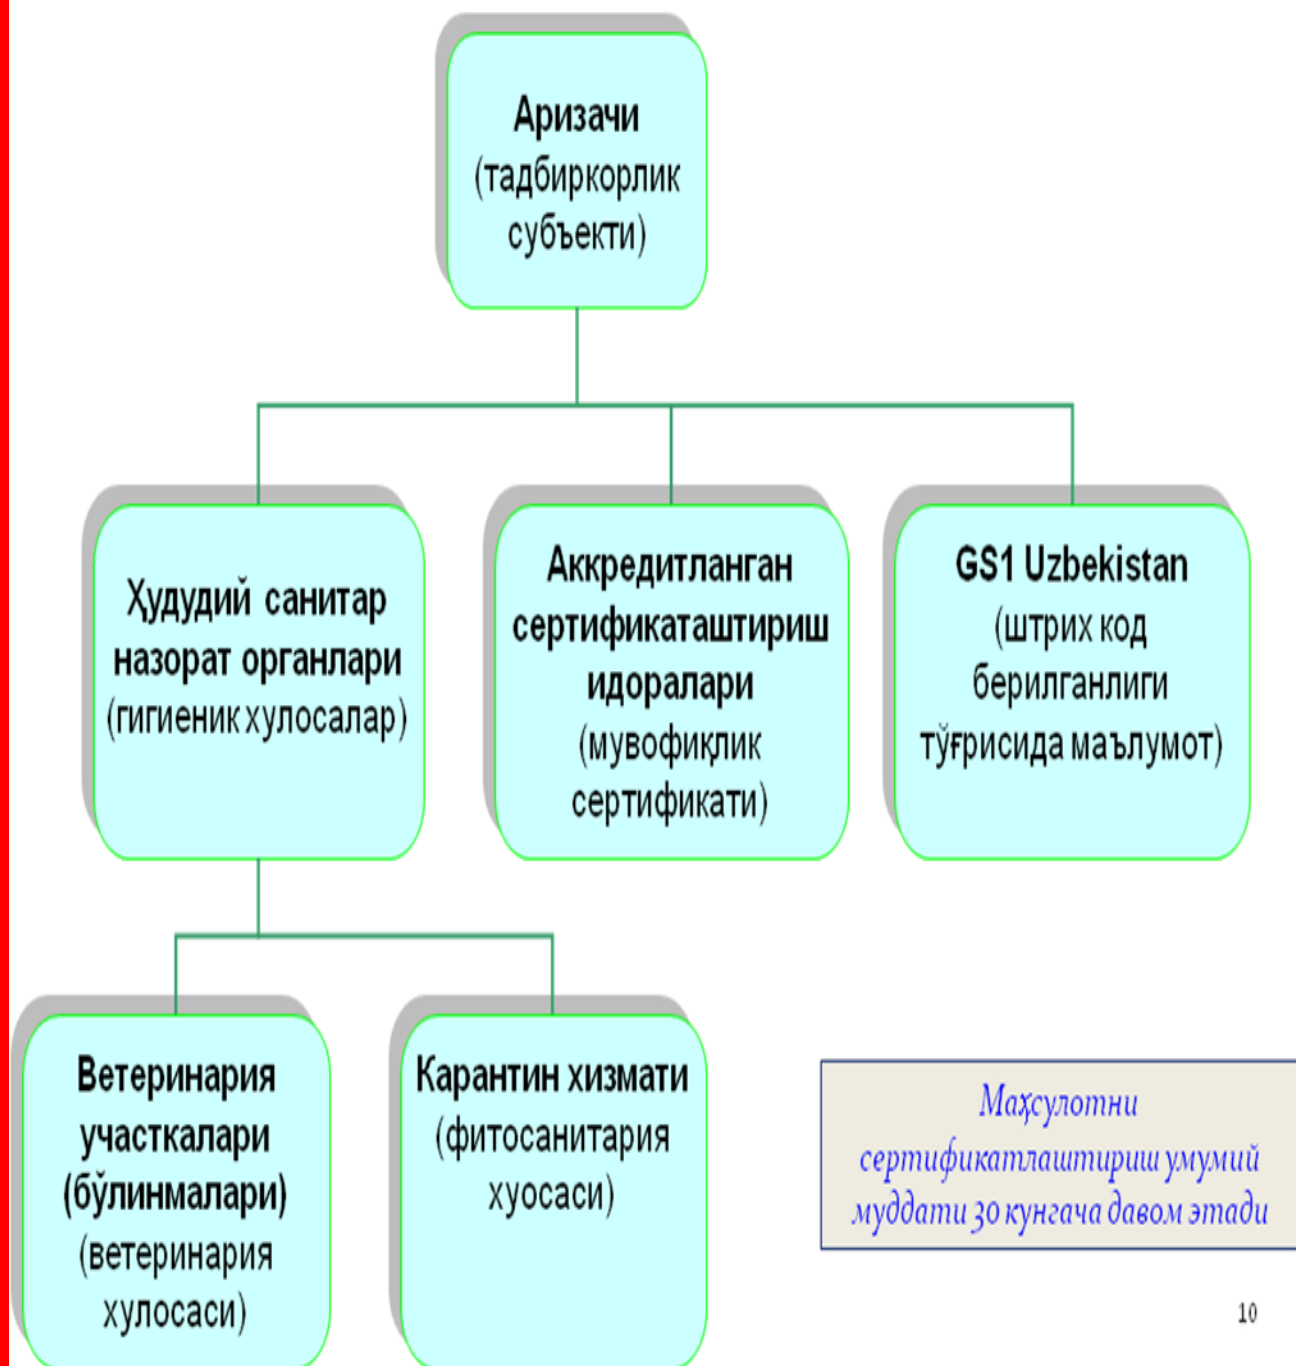 Аризачи
(тадбиркорлик
субъекти)
Ҳудудий санитар
назорат органлари
(гигиеник хулосалар)
Аккредитланган
сертификаташтириш
идоралари
(мувофиқлик
сертификати)
GS1 Uzbekistan
(штрих код
берилганлиги
тўғрисида маълумот)
Ветеринария
участкалари
(бўлинмалари)
(ветеринария
хулосаси)
Карантин хизмати
(фитосанитария
хуосаси)
Маҳсулотни
сертификатлаштириш умумий
муддати 30 кунгача давом этади
10